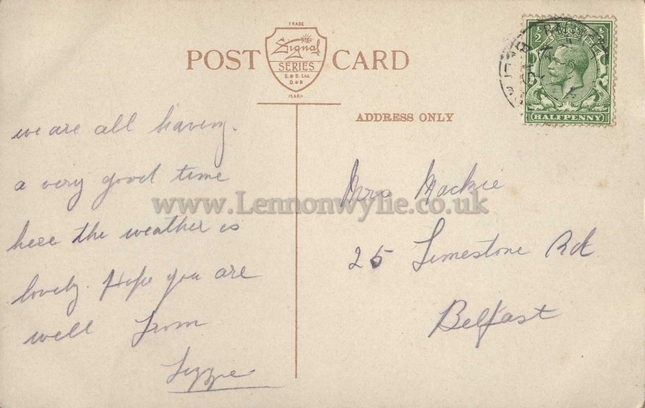 TRADE
Signal
SERIES
E & S Ltd.
D & B
MARK
POST CARD
ADDRESS ONLY
HALFPENNY
we are all having
a very good time
here the weather is
lovely. Hope you are
well from
Lizzie
Mrs Mackie
25 Limestone Rd
Belfast
www.Lennonwylie.co.uk